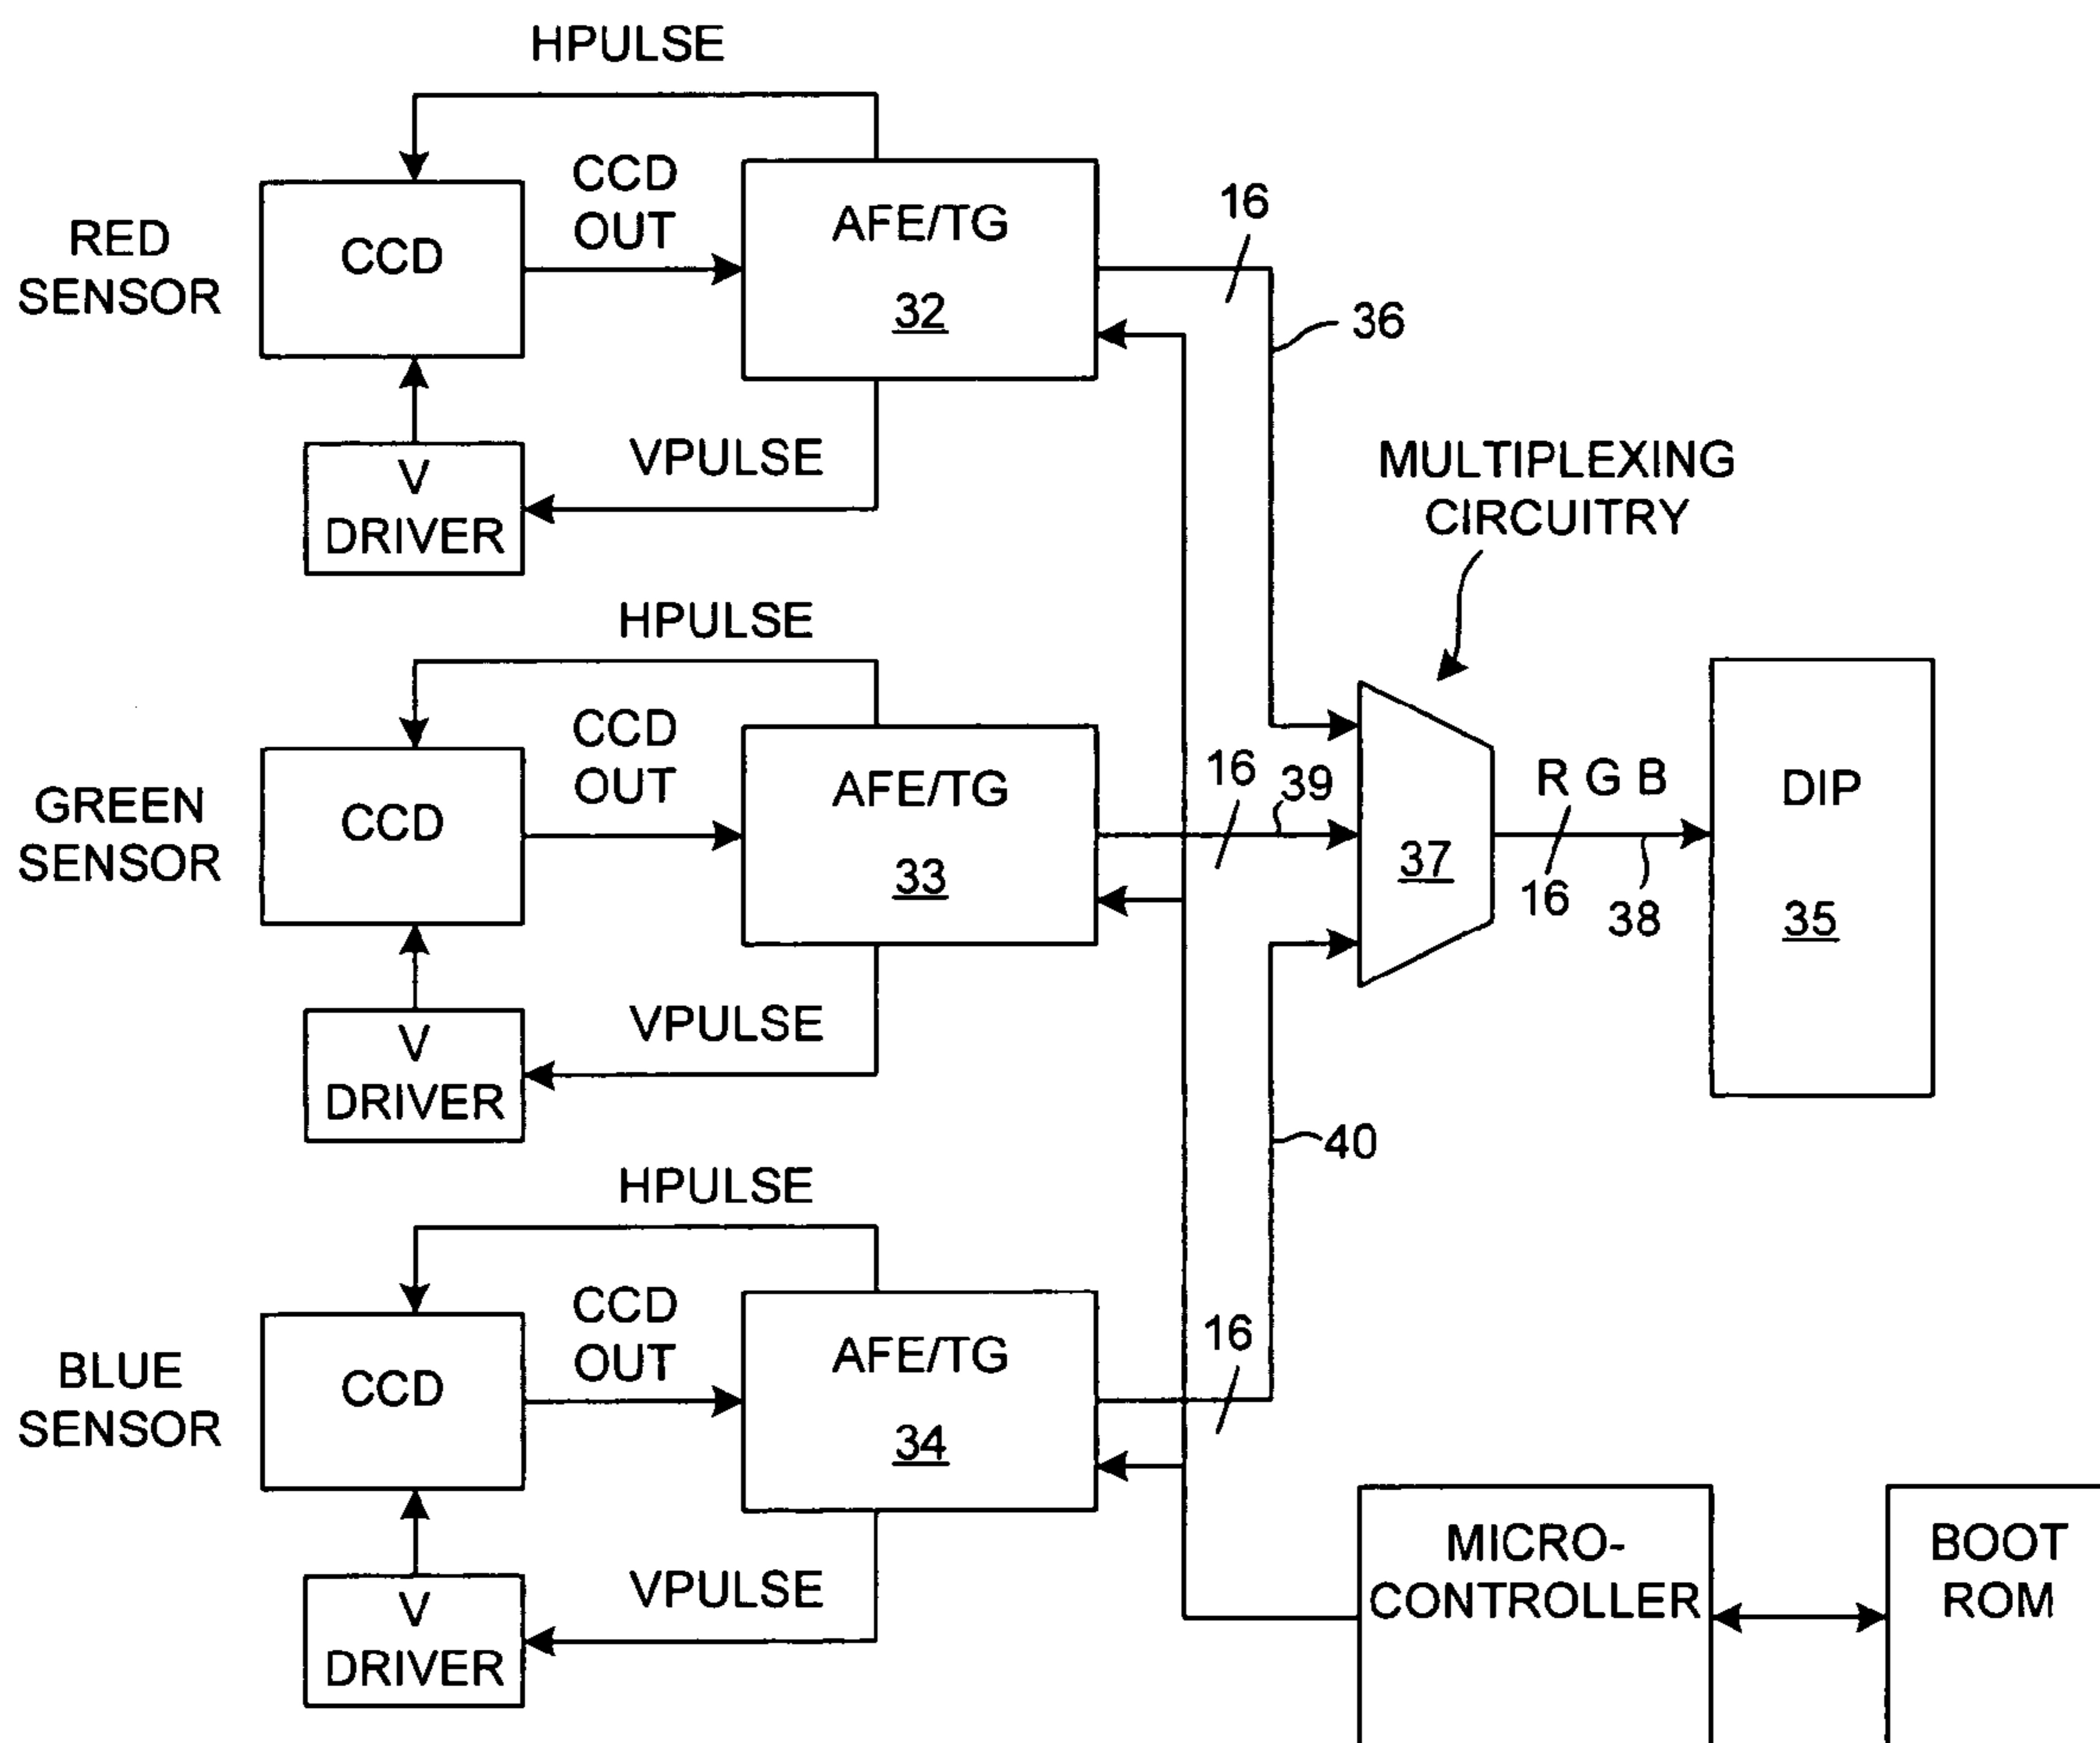 HPULSE
RED
SENSOR
CCD
CCD
OUT
AFE/TG
32
16
36
V
DRIVER
VPULSE
MULTIPLEXING
CIRCUITRY
HPULSE
GREEN
SENSOR
CCD
CCD
OUT
AFE/TG
33
16
39
37
R G B
16
38
DIP
35
V
DRIVER
VPULSE
40
HPULSE
BLUE
SENSOR
CCD
CCD
OUT
AFE/TG
34
16
V
DRIVER
VPULSE
MICRO-
CONTROLLER
BOOT
ROM